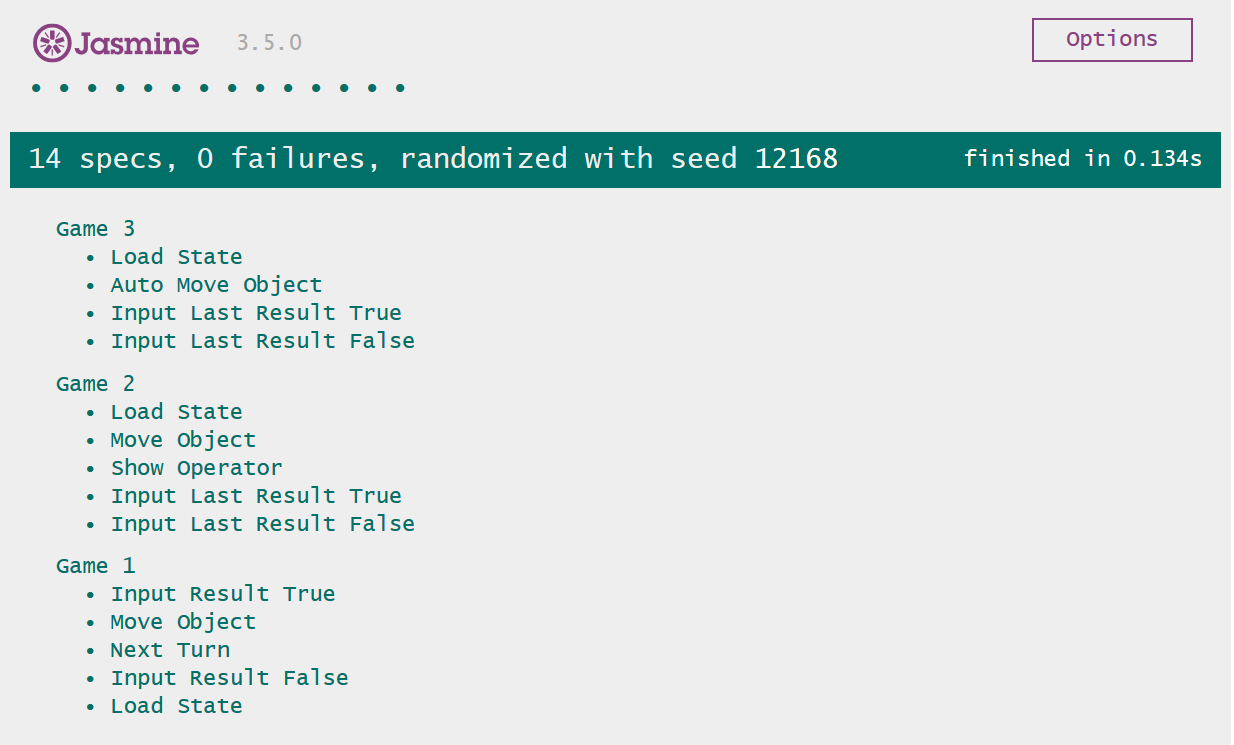 Jasmine 3.5.0 Options
14 specs, 0 failures, randomized with seed 12168 finished in 0.134s
Game 3
• Load State
• Auto Move Object
• Input Last Result True
• Input Last Result False
Game 2
• Load State
• Move Object
• Show Operator
• Input Last Result True
• Input Last Result False
Game 1
• Input Result True
• Move Object
• Next Turn
• Input Result False
• Load State